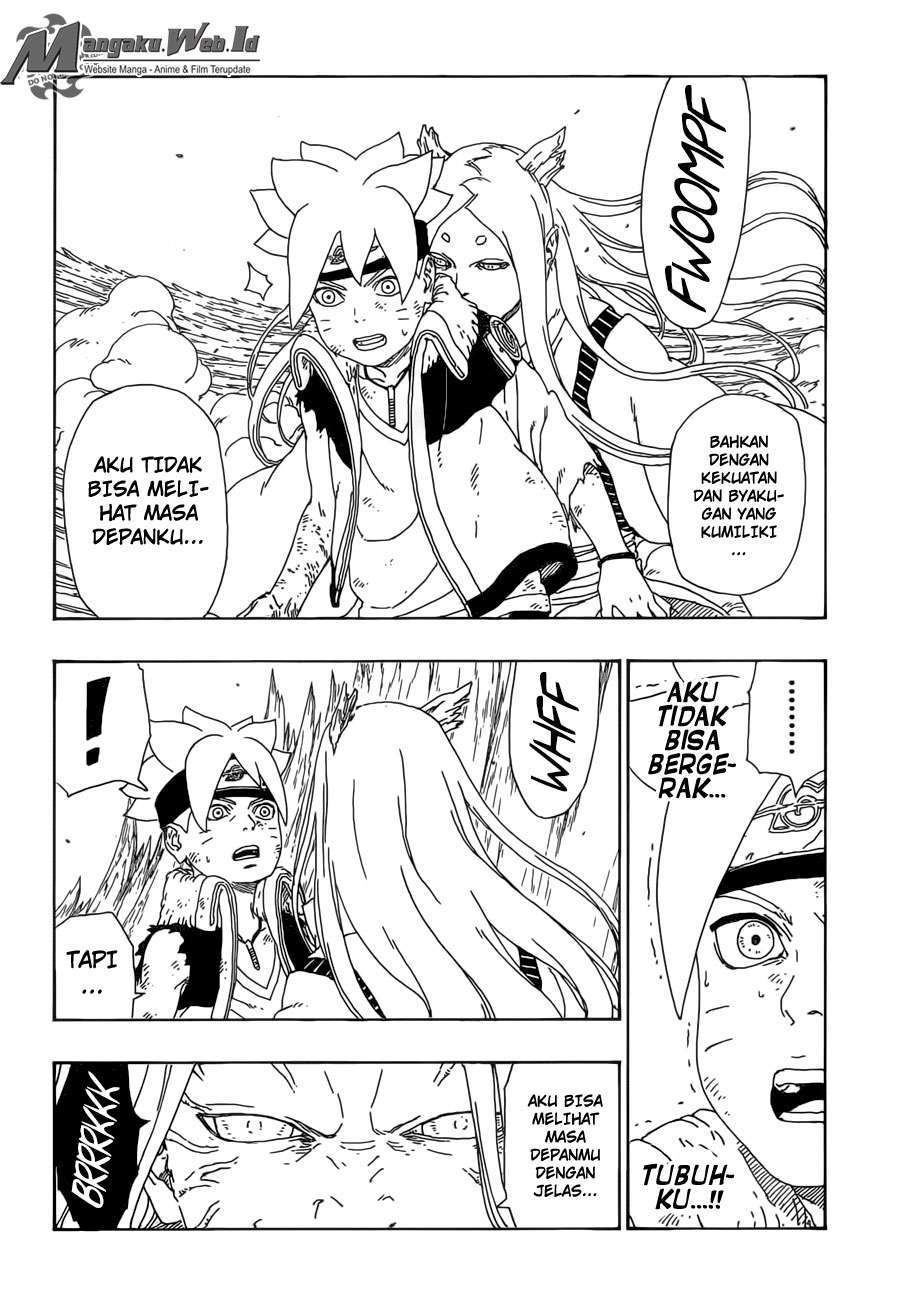 Mangaku.Web.Id
Website Manga - Anime & Film Terupdate
FWOOMPF
BAHKAN
DENGAN
KEKUATAN
DAN BYAKU-
GAN YANG
KUMILIKI
...
AKU TIDAK
BISA MELI-
HAT MASA
DEPANKU...
.........
AKU
TIDAK
BISA
BERGE-
RAK...
TUBUH-
KU...!!
WHFF
!
TAPI
...
AKU BISA
MELIHAT
MASA
DEPANMU
DENGAN
JELAS...
BRRRKKK